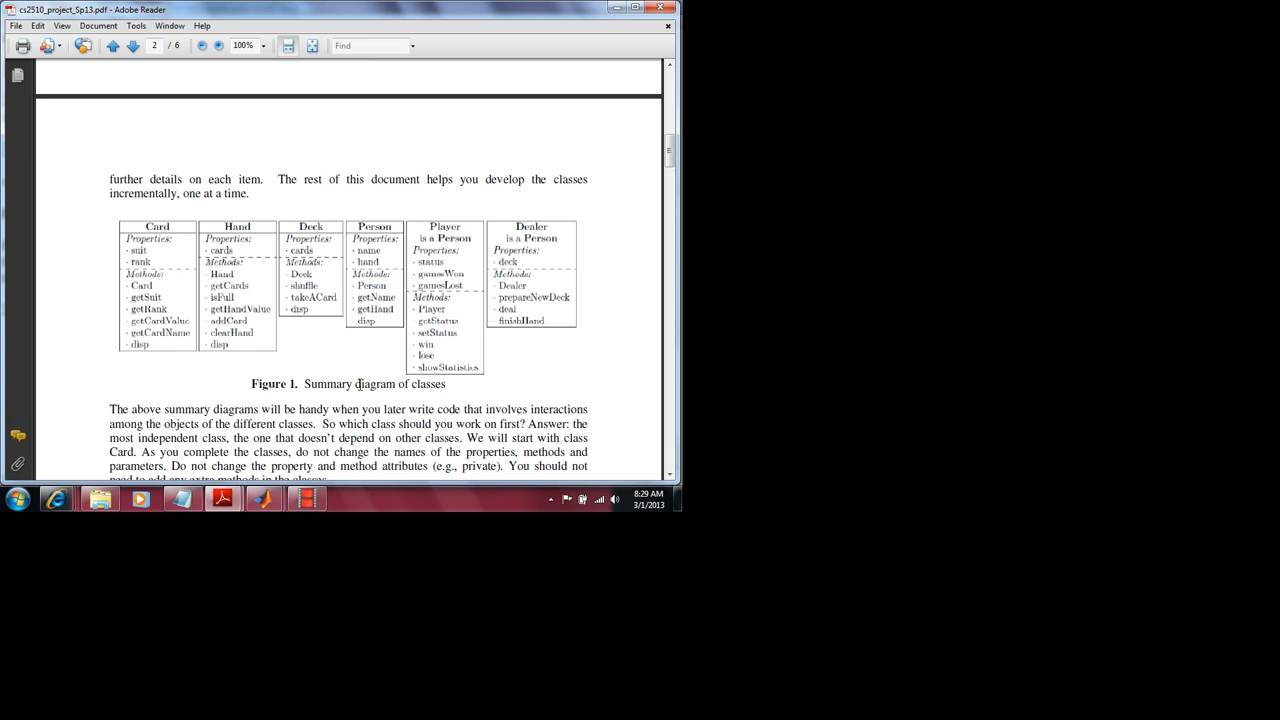 cs2510_project_Sp13.pdf - Adobe Reader
File Edit View Document Tools Window Help
2 / 6 100% Find
further details on each item. The rest of this document helps you develop the classes
incrementally, one at a time.
Card
Properties:
· suit
· rank
Methods:
· Card
· getSuit
· getRank
· getCardValue
· getCardName
· disp
Hand
Properties:
· cards
Methods:
· Hand
· getCards
· isFull
· getHandValue
· addCard
· clearHand
· disp
Deck
Properties:
· cards
Methods:
· Deck
· shuffle
· takeACard
· disp
Person
Properties:
· name
· hand
Methods:
· Person
· getName
· getHand
· disp
Player
is a Person
Properties:
· status
· gamesWon
· gamesLost
Methods:
· Player
· getStatus
· setStatus
· win
· lose
· showStatistics
Dealer
is a Person
Properties:
· deck
Methods:
· Dealer
· prepareNewDeck
· deal
· finishHand
Figure 1. Summary diagram of classes
The above summary diagrams will be handy when you later write code that involves interactions
among the objects of the different classes. So which class should you work on first? Answer: the
most independent class, the one that doesn't depend on other classes. We will start with class
Card. As you complete the classes, do not change the names of the properties, methods and
parameters. Do not change the property and method attributes (e.g., private). You should not
need to add any extra methods in the classes.
8:29 AM
3/1/2013